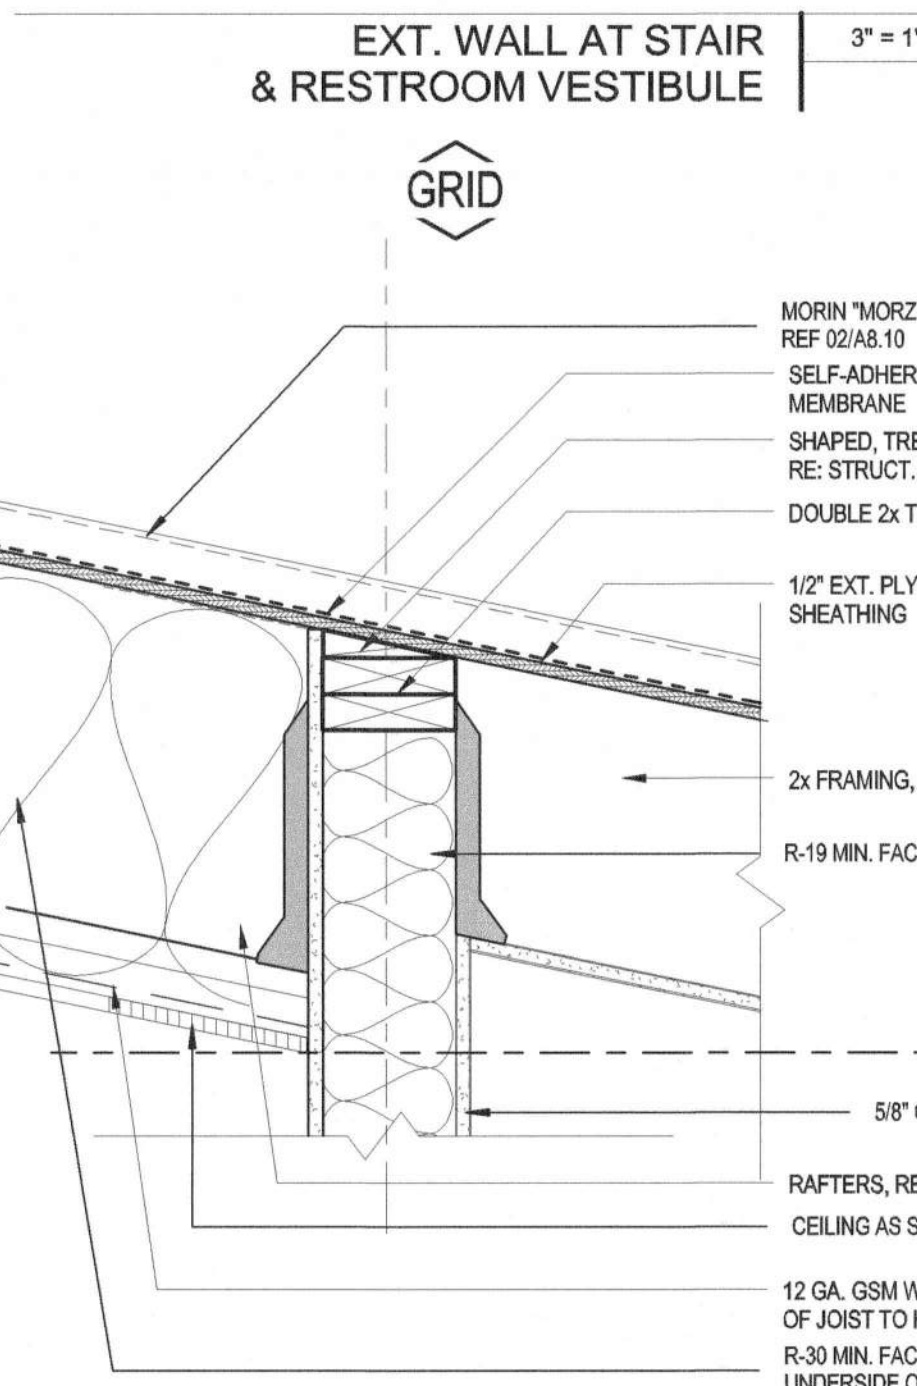 EXT. WALL AT STAIR
& RESTROOM VESTIBULE
3" = 1'
GRID
MORIN "MORZ
REF 02/A8.10
SELF-ADHER
MEMBRANE
SHAPED, TRE
RE: STRUCT.
DOUBLE 2x T
1/2" EXT. PLY
SHEATHING
2x FRAMING,
R-19 MIN. FAC
5/8"
RAFTERS, RE
CEILING AS S
12 GA. GSM W
OF JOIST TO
R-30 MIN. FAC
UNDERSIDE O